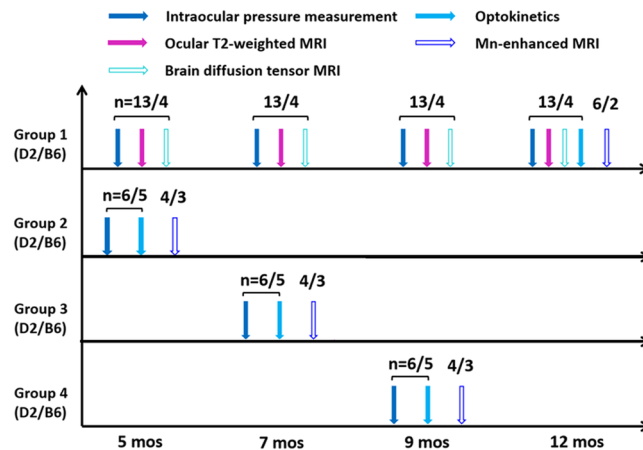 Intraocular pressure measurement
Optokinetics
Ocular T2-weighted MRI
Mn-enhanced MRI
Brain diffusion tensor MRI
n=13/4
13/4
13/4
13/4
6/2
Group 1
(D2/B6)
n=6/5
4/3
Group 2
(D2/B6)
n=6/5
4/3
Group 3
(D2/B6)
n=6/5
4/3
Group 4
(D2/B6)
5 mos
7 mos
9 mos
12 mos